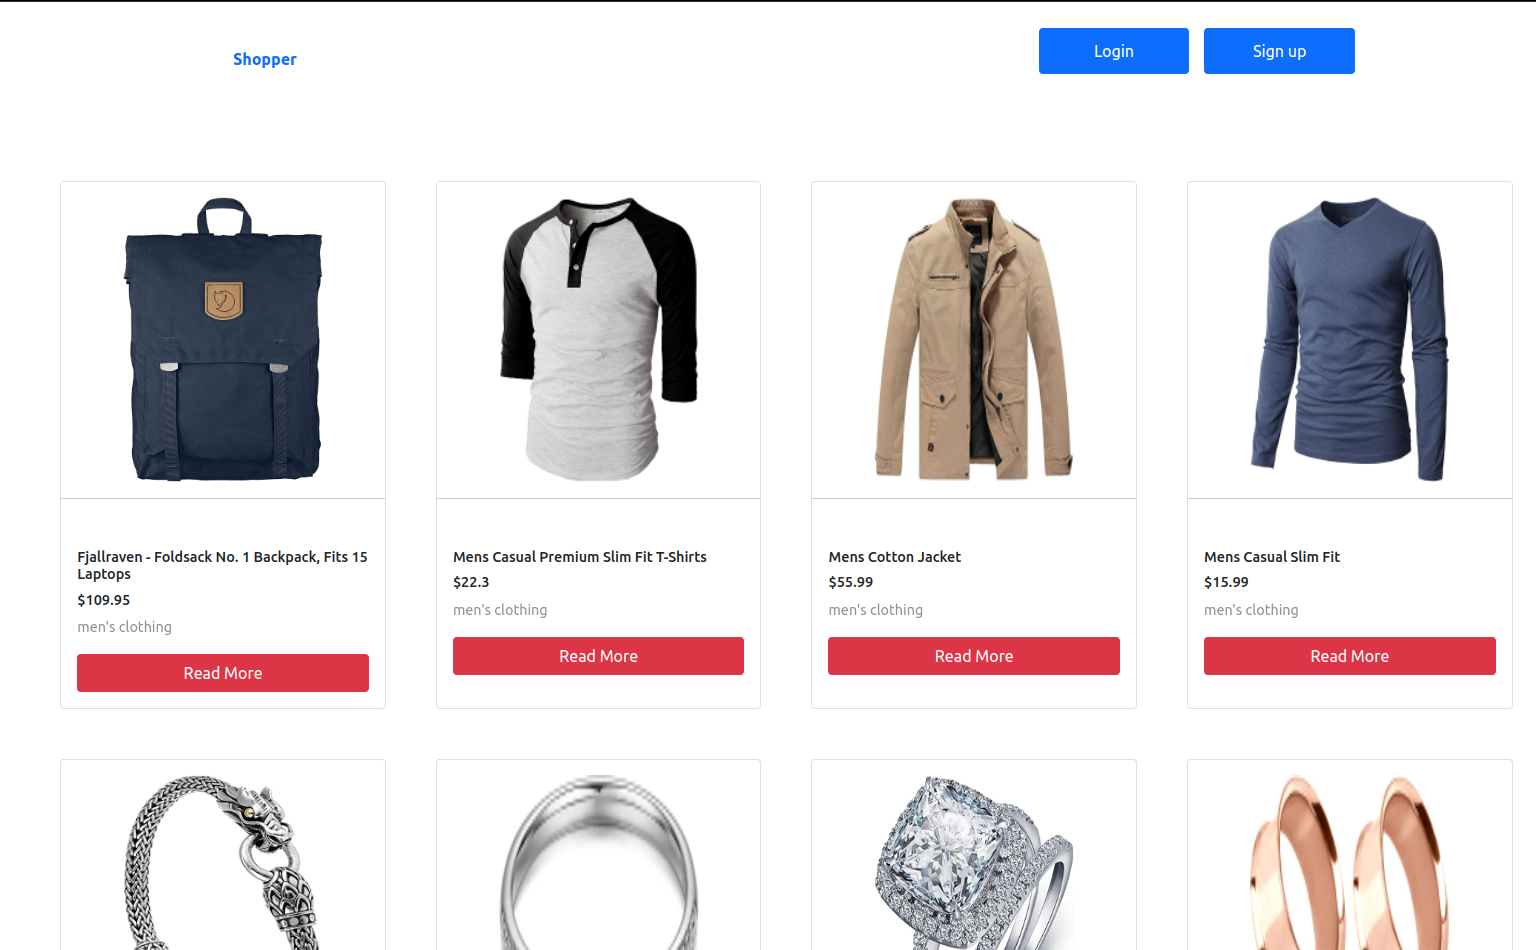 Shopper
Login
Sign up
Fjallraven - Foldsack No. 1 Backpack, Fits 15
Laptops
$109.95
men's clothing
Read More
Mens Casual Premium Slim Fit T-Shirts
$22.3
men's clothing
Read More
Mens Cotton Jacket
$55.99
men's clothing
Read More
Mens Casual Slim Fit
$15.99
men's clothing
Read More